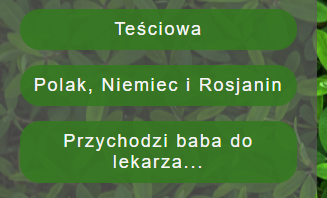 Teściowa
Polak, Niemiec i Rosjanin
Przychodzi baba do
lekarza...